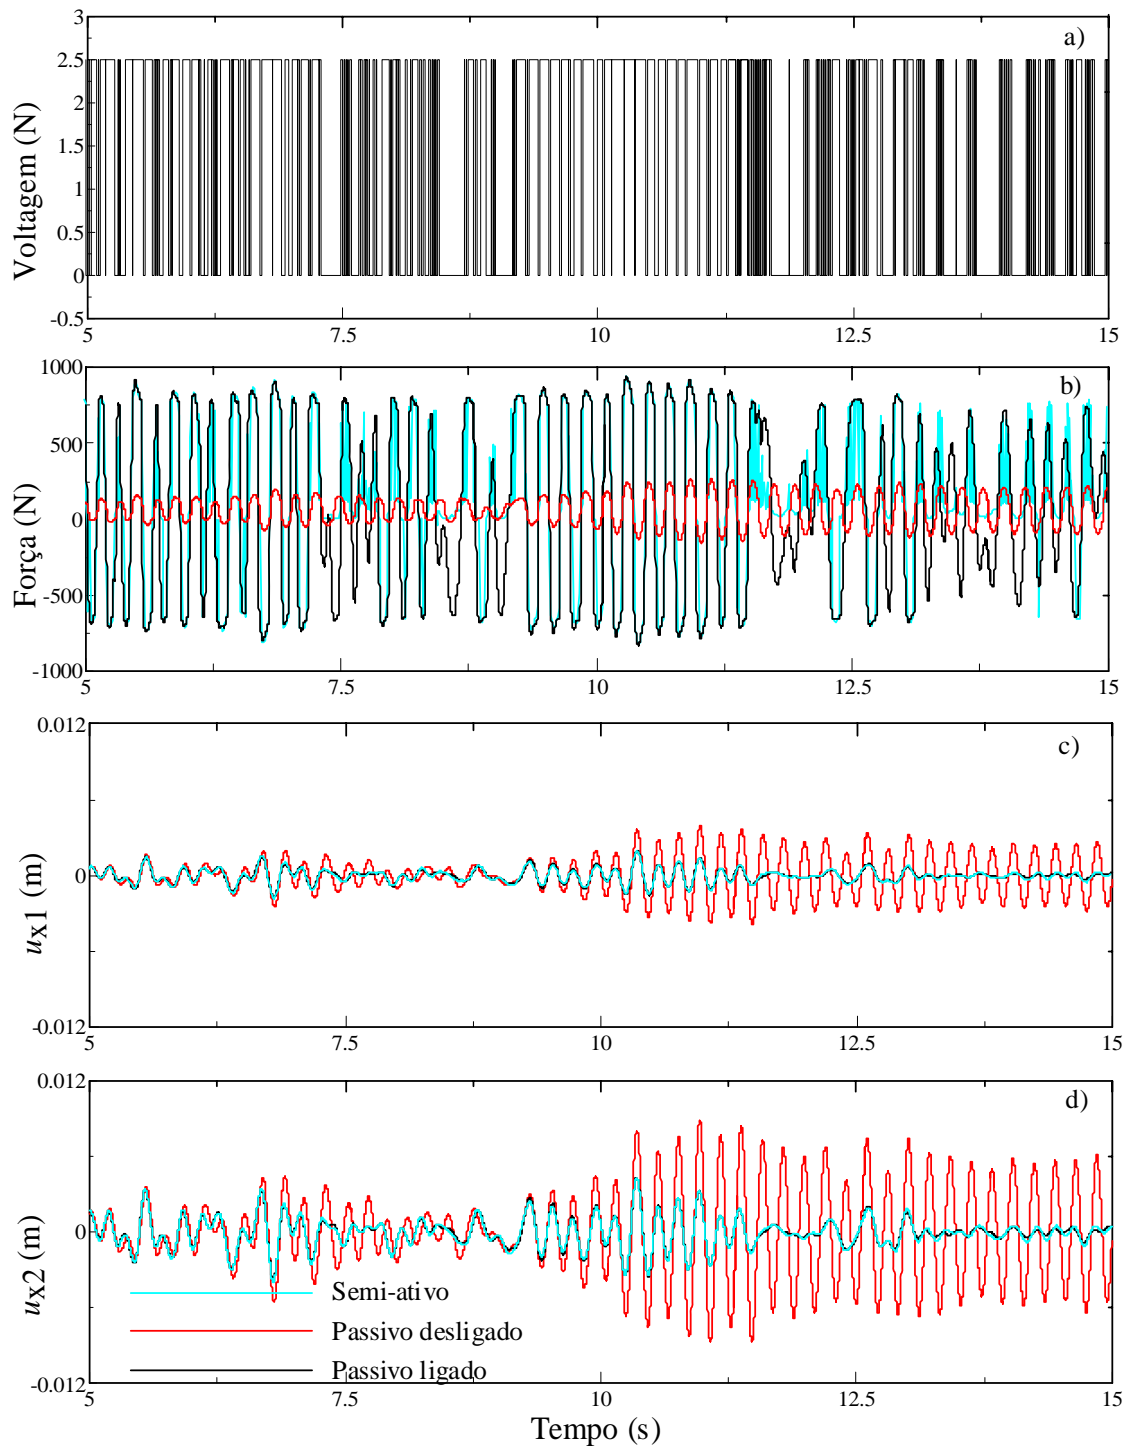 a)
Voltagem (N)
3
2.5
2
1.5
1
0.5
0
-0.5
5 7.5 10 12.5 15
b)
Força (N)
1000
500
0
-500
-1000
5 7.5 10 12.5 15
c)
ux1 (m)
0.012
0
-0.012
5 7.5 10 12.5 15
d)
ux2 (m)
0.012
0
-0.012
Semi-ativo
Passivo desligado
Passivo ligado
5 7.5 10 12.5 15
Tempo (s)